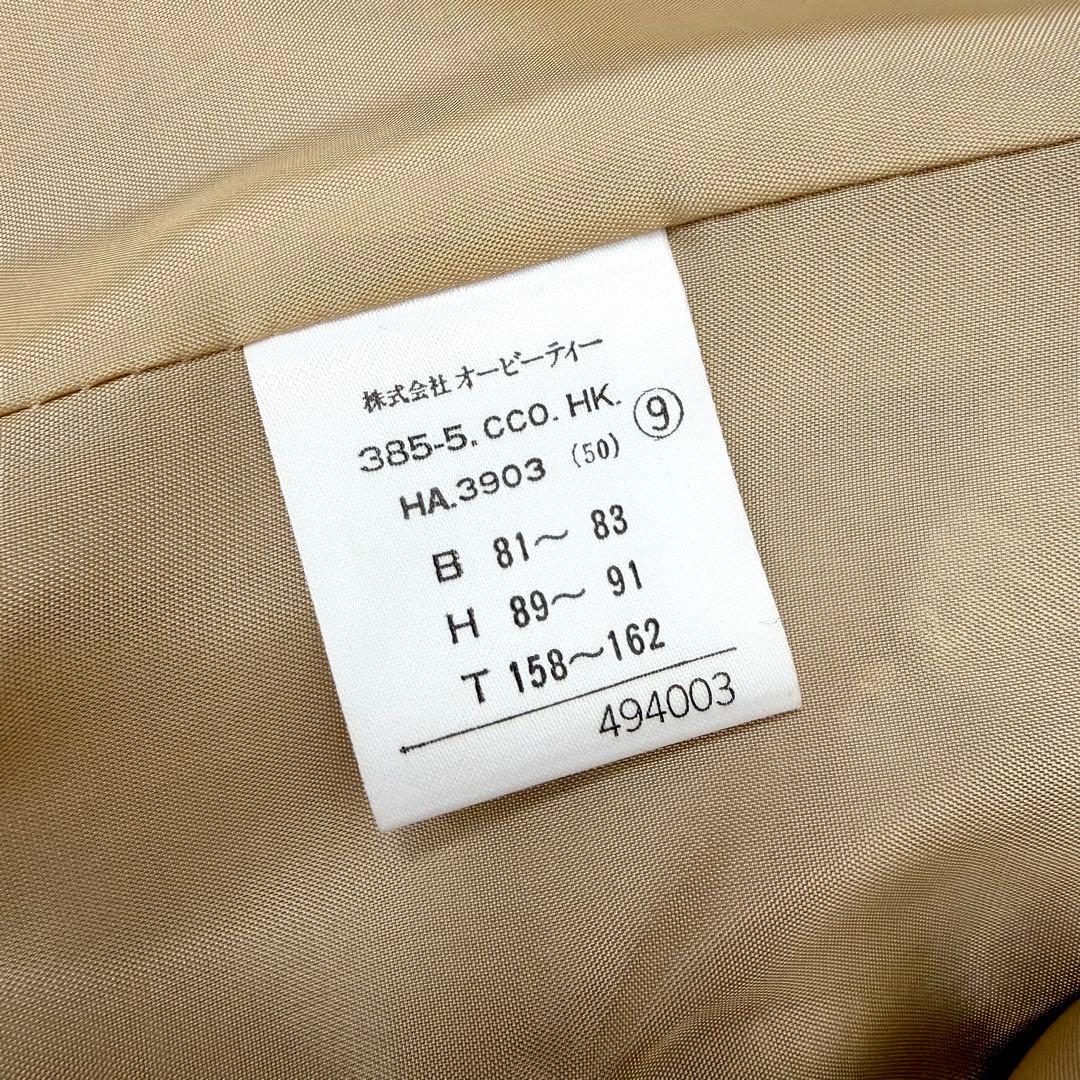 株式会社 オービーティー
385-5. CCO. HK. ⑨
HA.3903 (50)
B 81～ 83
H 89～ 91
T 158～162
494003